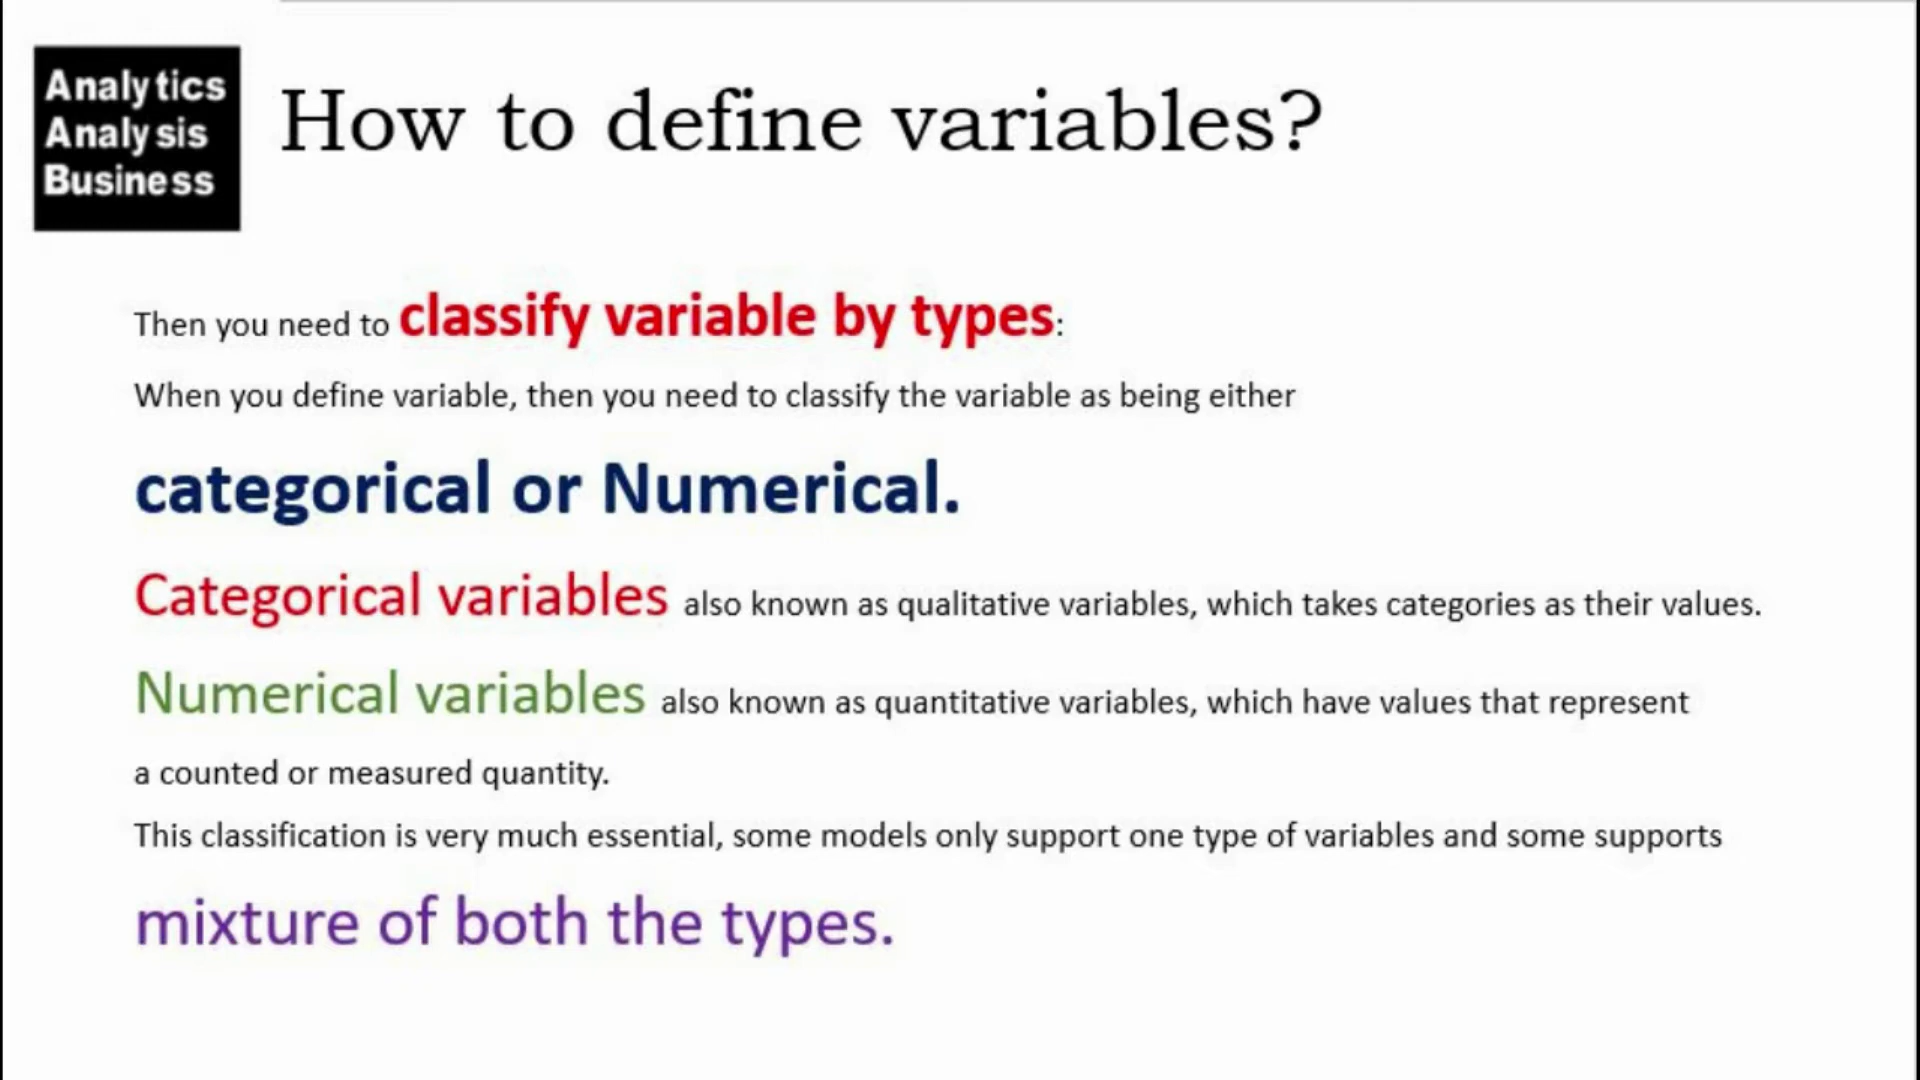 Analytics
Analysis
Business
How to define variables?
Then you need to classify variable by types:
When you define variable, then you need to classify the variable as being either
categorical or Numerical.
Categorical variables also known as qualitative variables, which takes categories as their values.
Numerical variables also known as quantitative variables, which have values that represent
a counted or measured quantity.
This classification is very much essential, some models only support one type of variables and some supports
mixture of both the types.